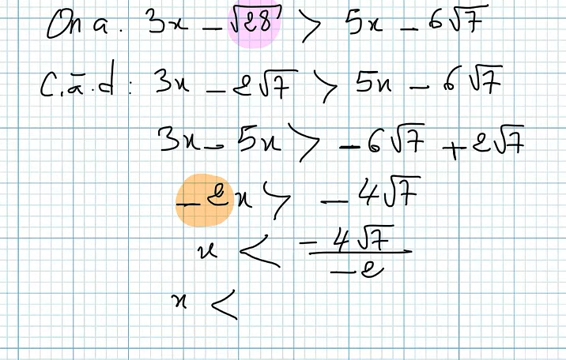 On a. 3x - √28 > 5x - 6√7
C.à.d : 3x - 2√7 > 5x - 6√7
3x - 5x > -6√7 + 2√7
-2x > -4√7
x < -4√7 / -2
x <